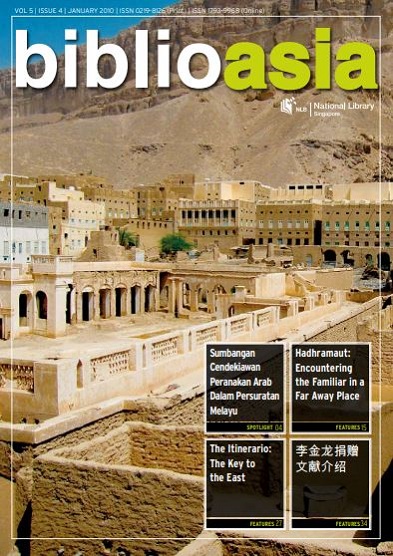 VOL 5 | ISSUE 4 | JANUARY 2010 | ISSN 0219-8126 (Print) | ISSN 1793-9968 (Online)
biblioasia
NLB | National Library
Singapore
Sumbangan
Cendekiawan
Peranakan Arab
Dalam Persuratan
Melayu
SPOTLIGHT 04
Hadhramaut:
Encountering
the Familiar in a
Far Away Place
FEATURES 15
The Itinerario:
The Key to
the East
FEATURES 27
李金龙捐赠
文献介绍
FEATURES 34